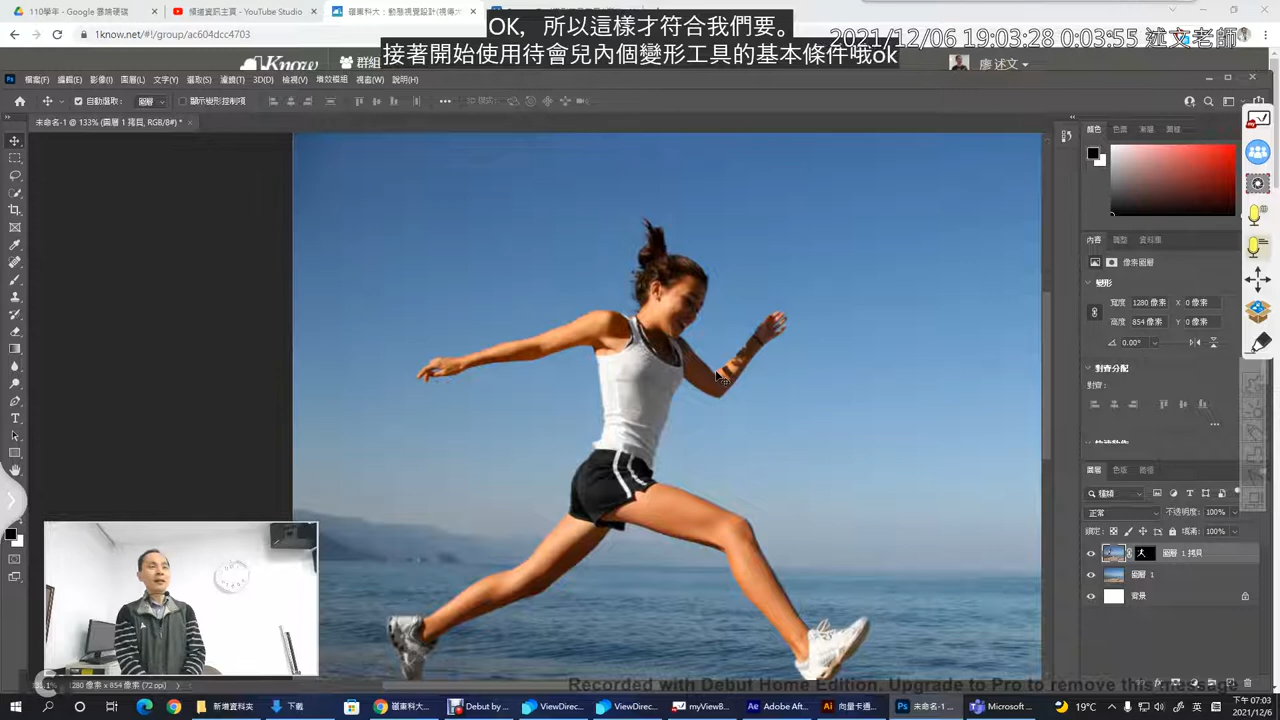 110學年 - Google 雲端硬碟
頻道資訊主頁 - YouTube Studio
1know.net/#!/group/ac604dcc4703
1Know
群組
廖 述文
OK，所以這樣才符合我們要。
接著開始使用待會兒內個變形工具的基本條件哦ok
2021/12/06 19:03:28 0:03:55 述文老師
檔案(F) 編輯(E) 影像(I) 圖層(L) 文字(Y) 選取(S) 濾鏡(T) 3D(D) 檢視(V) 增效模組 視窗(W) 說明(H)
自動選取： 圖層 顯示變形控制項
未命名-1 @ 133% (圖層 1 拷貝, RGB/8#) *
顏色 色票 漸層
內容 調整 資料庫
像素圖層
變形
寬度 1280 像素 X 0 像素
高度 854 像素 Y 0 像素
0.00°
對齊分配
對齊：
圖層 色版 路徑
種類
正常 不透明度： 100%
鎖定： 填滿： 100%
圖層 1 拷貝
圖層 1
背景
280 像素 x 854 像素 (72 ppi)
Recorded with Debut Home Edition. Upgrade to Pro to remove this message
新增資料夾 下載 Debut by ... ViewDirec... ViewDirec... myViewB... Adobe Af... 向量卡通... 未命名-1 ... Microsoft ... 19°C 英 下午 07:03
2021/12/6